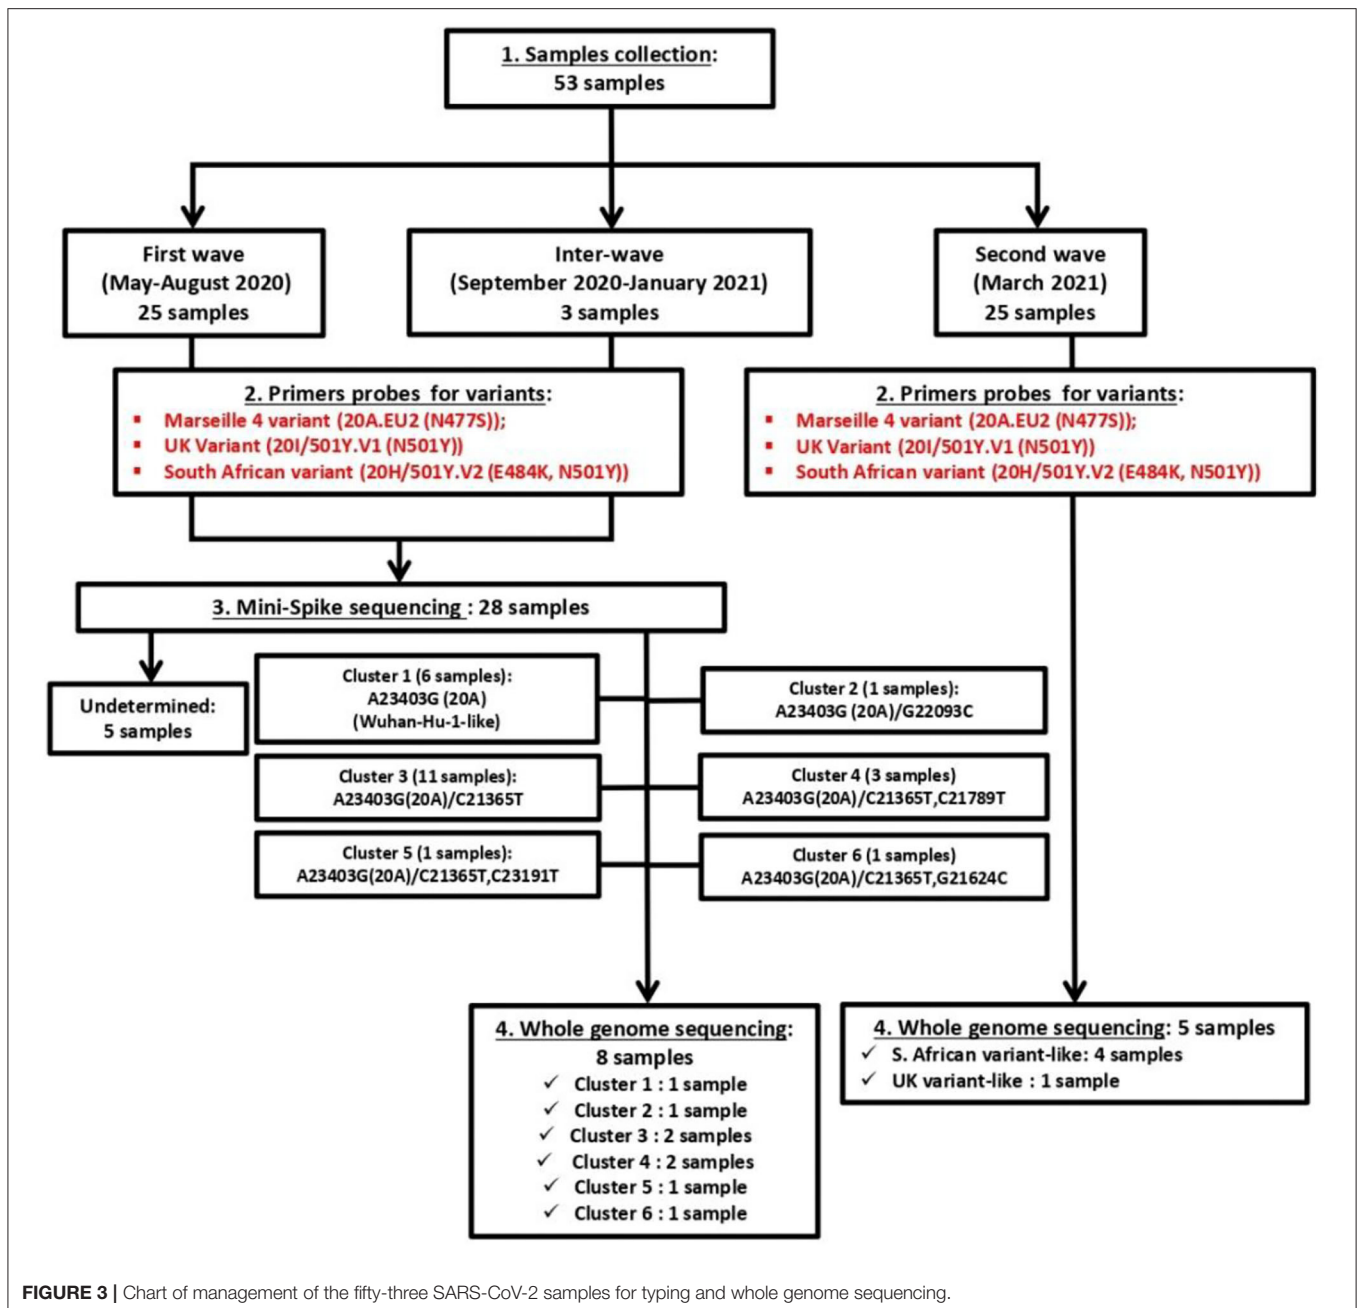 1. Samples collection:
53 samples
First wave
(May-August 2020)
25 samples
Inter-wave
(September 2020-January 2021)
3 samples
Second wave
(March 2021)
25 samples
2. Primers probes for variants:
▪ Marseille 4 variant (20A.EU2 (N477S));
▪ UK Variant (20I/501Y.V1 (N501Y))
▪ South African variant (20H/501Y.V2 (E484K, N501Y))
2. Primers probes for variants:
▪ Marseille 4 variant (20A.EU2 (N477S));
▪ UK Variant (20I/501Y.V1 (N501Y))
▪ South African variant (20H/501Y.V2 (E484K, N501Y))
3. Mini-Spike sequencing : 28 samples
Undetermined:
5 samples
Cluster 1 (6 samples):
A23403G (20A)
(Wuhan-Hu-1-like)
Cluster 2 (1 samples):
A23403G (20A)/G22093C
Cluster 3 (11 samples):
A23403G(20A)/C21365T
Cluster 4 (3 samples)
A23403G(20A)/C21365T,C21789T
Cluster 5 (1 samples):
A23403G(20A)/C21365T,C23191T
Cluster 6 (1 samples)
A23403G(20A)/C21365T,G21624C
4. Whole genome sequencing:
8 samples
✓ Cluster 1 : 1 sample
✓ Cluster 2 : 1 sample
✓ Cluster 3 : 2 samples
✓ Cluster 4 : 2 samples
✓ Cluster 5 : 1 sample
✓ Cluster 6 : 1 sample
4. Whole genome sequencing: 5 samples
✓ S. African variant-like: 4 samples
✓ UK variant-like : 1 sample
FIGURE 3 | Chart of management of the fifty-three SARS-CoV-2 samples for typing and whole genome sequencing.